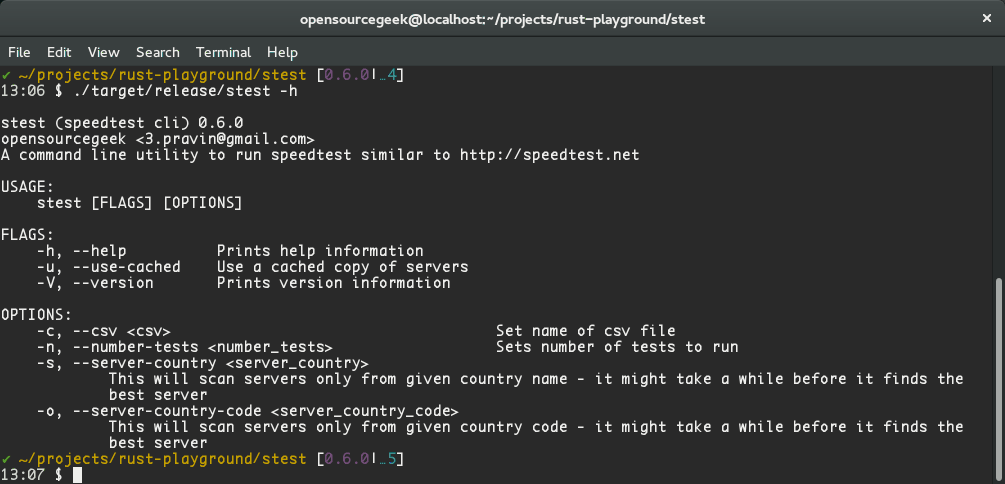 opensourcegeek@localhost:~/projects/rust-playground/stest ×
File Edit View Search Terminal Help
✔ ~/projects/rust-playground/stest [0.6.0|…4]
13:06 $ ./target/release/stest -h
stest (speedtest cli) 0.6.0
opensourcegeek <3.pravin@gmail.com>
A command line utility to run speedtest similar to http://speedtest.net
USAGE:
    stest [FLAGS] [OPTIONS]
FLAGS:
    -h, --help          Prints help information
    -u, --use-cached    Use a cached copy of servers
    -V, --version       Prints version information
OPTIONS:
    -c, --csv <csv>                                    Set name of csv file
    -n, --number-tests <number_tests>                  Sets number of tests to run
    -s, --server-country <server_country>
            This will scan servers only from given country name - it might take a while before it finds the
            best server
    -o, --server-country-code <server_country_code>
            This will scan servers only from given country code - it might take a while before it finds the
            best server
✔ ~/projects/rust-playground/stest [0.6.0|…5]
13:07 $